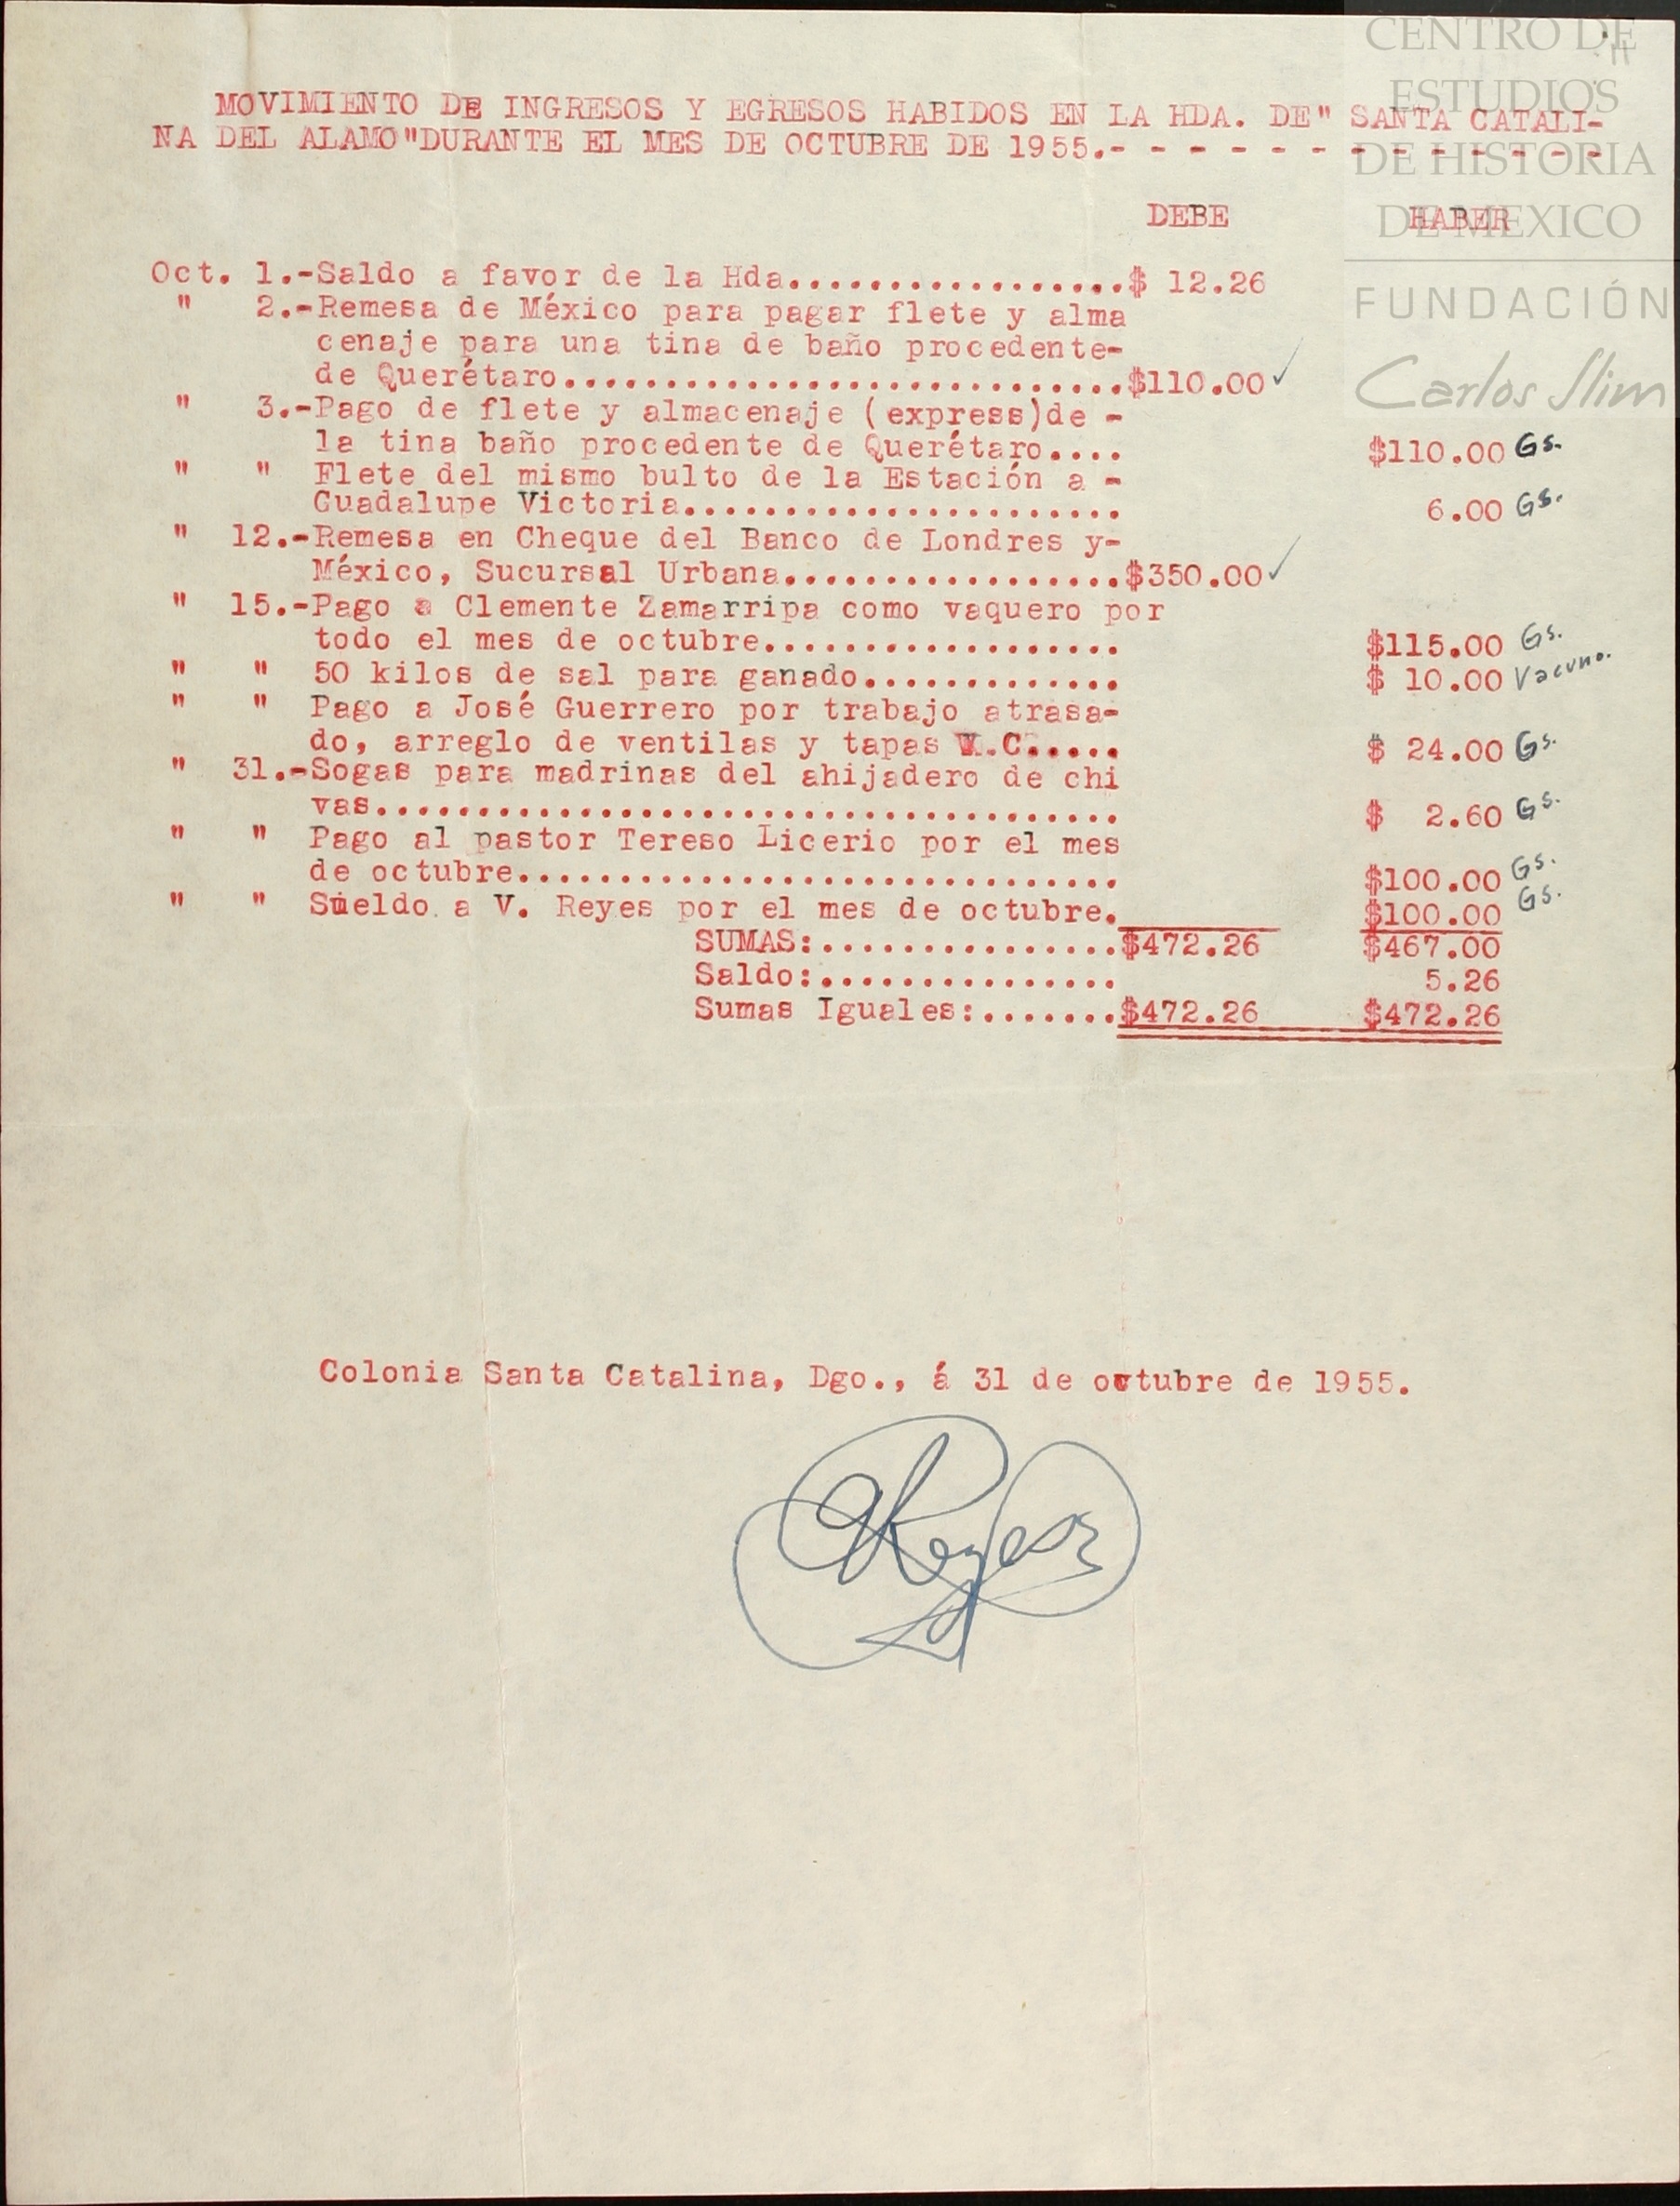 CENTRO DE
ESTUDIOS
DE HISTORIA
DE MEXICO
FUNDACIÓN
Carlos Slim
MOVIMIENTO DE INGRESOS Y EGRESOS HABIDOS EN LA HDA. DE" SANTA CATALI-
NA DEL ALAMO"DURANTE EL MES DE OCTUBRE DE 1955.- - - - - - - - - - - - -
DEBE HABER
Oct. 1.-Saldo a favor de la Hda.................$ 12.26
" 2.-Remesa de México para pagar flete y alma
cenaje para una tina de baño procedente-
de Querétaro............................$110.00 ✓
" 3.-Pago de flete y almacenaje (express)de -
la tina baño procedente de Querétaro.... $110.00 Gs.
" " Flete del mismo bulto de la Estación a -
Guadalupe Victoria...................... 6.00 Gs.
" 12.-Remesa en Cheque del Banco de Londres y-
México, Sucursal Urbana.................$350.00 ✓
" 15.-Pago a Clemente Zamarripa como vaquero por
todo el mes de octubre.................. $115.00 Gs.
" " 50 kilos de sal para ganado............. $ 10.00 Vacuno.
" " Pago a José Guerrero por trabajo atrasa-
do, arreglo de ventilas y tapas W.C..... $ 24.00 Gs.
" 31.-Sogas para madrinas del ahijadero de chi
vas..................................... $ 2.60 Gs.
" " Pago al pastor Tereso Licerio por el mes
de octubre.............................. $100.00 Gs.
" " Sueldo a V. Reyes por el mes de octubre. $100.00 Gs.
SUMAS:...............$472.26 $467.00
Saldo:............... 5.26
Sumas Iguales:.......$472.26 $472.26
Colonia Santa Catalina, Dgo., á 31 de octubre de 1955.
VReyes